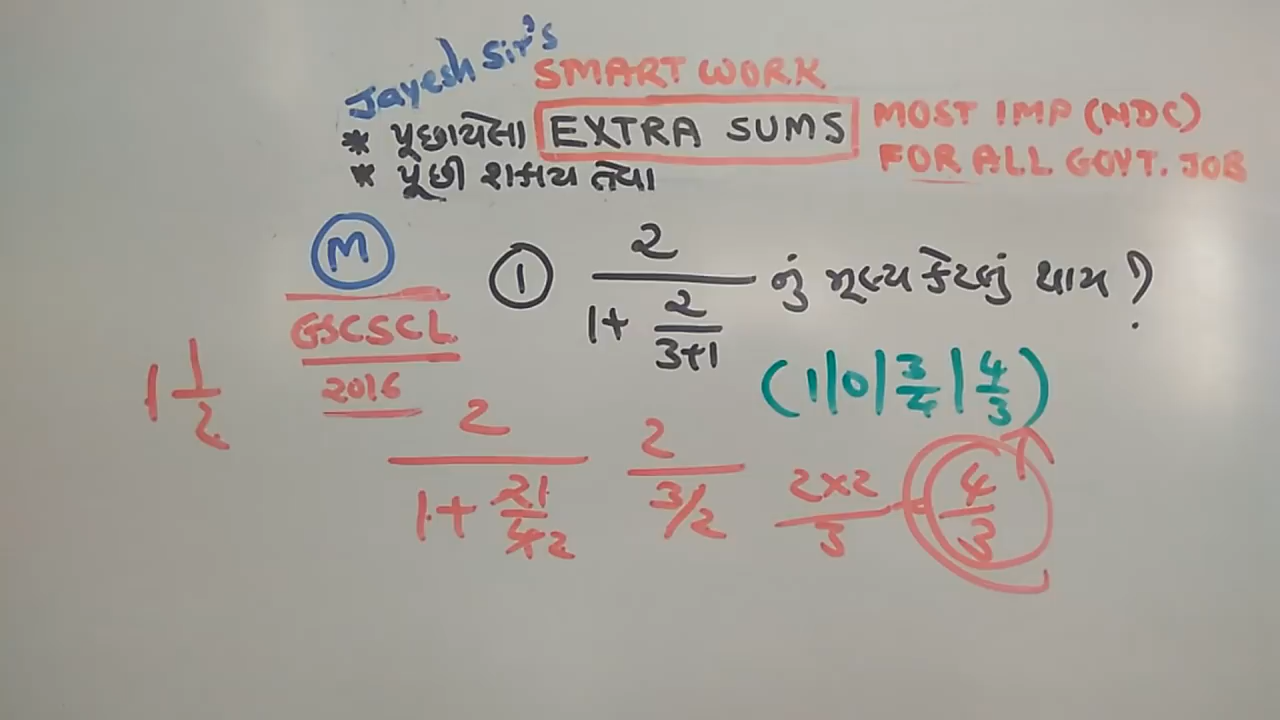 Jayesh Sir's
SMART WORK
* પૂછાયેલા EXTRA SUMS MOST IMP (NDC)
* પૂછી શકાય તેવા FOR ALL GOVT. JOB
M
GSCSCL
2016
① 2 / (1 + 2 / (3+1)) નું મૂલ્ય કેટલું થાય ?
(1 | 0 | 3/4 | 4/3)
1 1/2
2 / (1 + 21 / 42) 2 / (3/2) 2×2 / 3 = 4/3